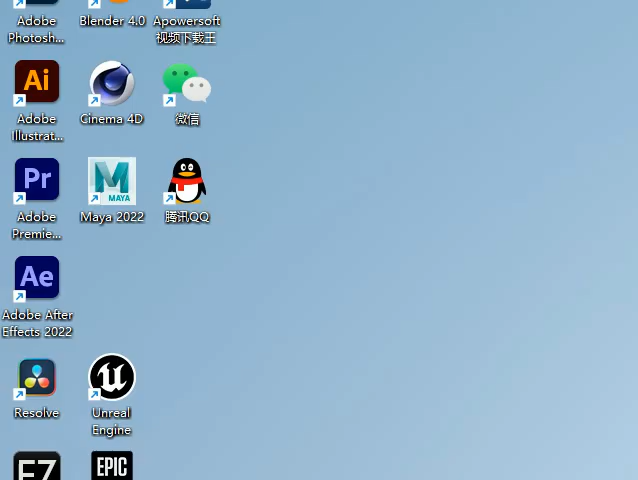 Adobe
Photosh...
Blender 4.0
Apowersoft
视频下载王
Ai
Adobe
Illustrat...
Cinema 4D
微信
Pr
Adobe
Premie...
M
MAYA
Maya 2022
腾讯QQ
Ae
Adobe After
Effects 2022
Resolve
Unreal
Engine
EZ
EPIC